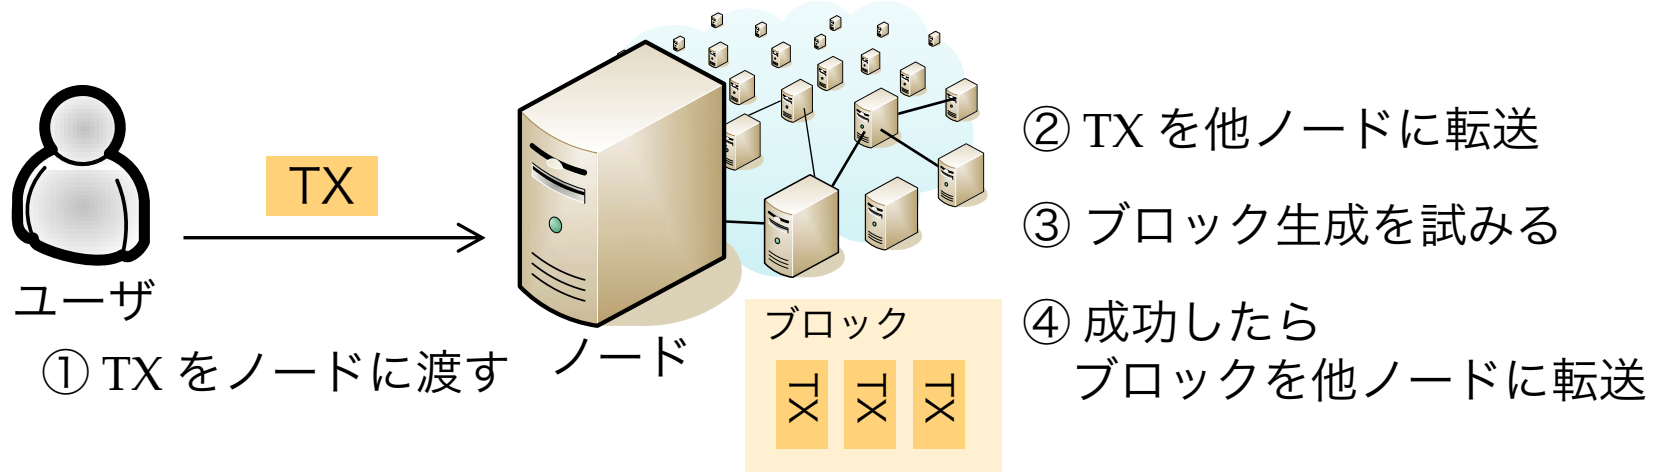 TX
ユーザ
① TX をノードに渡す
ノード
ブロック
TX
TX
TX
② TX を他ノードに転送
③ ブロック生成を試みる
④ 成功したら
ブロックを他ノードに転送